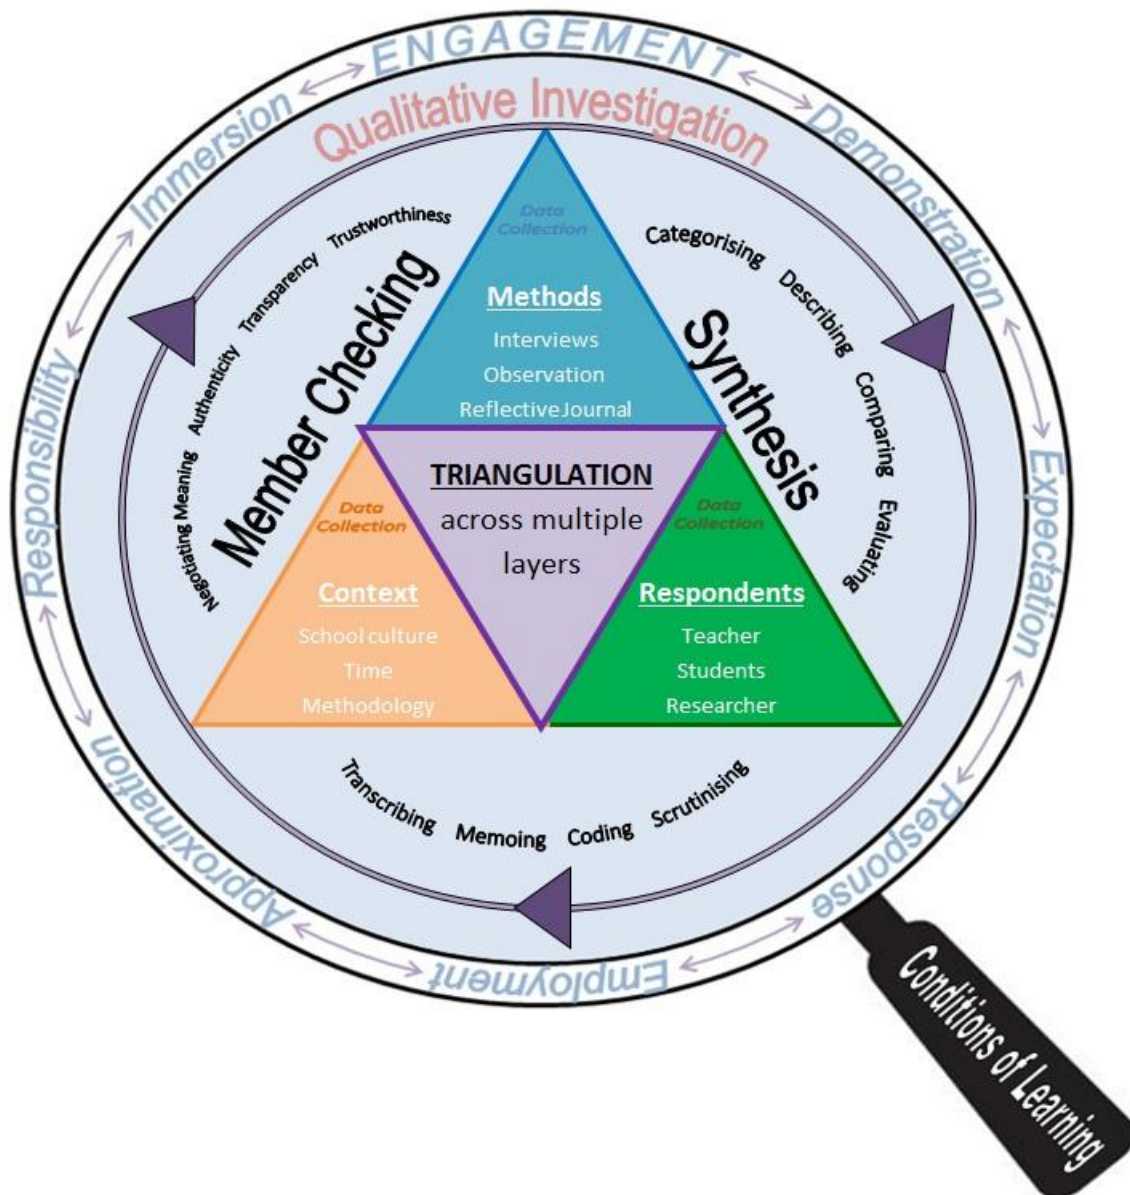 ENGAGEMENT
Demonstration
Expectation
Response
Employment
Approximation
Responsibility
Immersion
Qualitative Investigation
Member Checking
Trustworthiness
Transparency
Authenticity
Negotiating Meaning
Synthesis
Categorising
Describing
Comparing
Evaluating
Data
Collection
Methods
Interviews
Observation
Reflective Journal
TRIANGULATION
across multiple
layers
Data
Collection
Context
School culture
Time
Methodology
Data
Collection
Respondents
Teacher
Students
Researcher
Transcribing Memoing Coding Scrutinising
Conditions of Learning